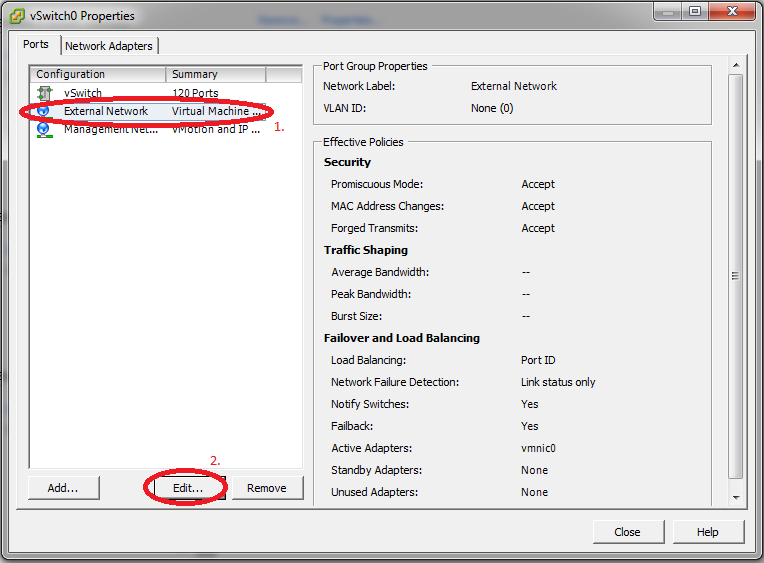 vSwitch0 Properties
Ports Network Adapters
Configuration Summary
vSwitch 120 Ports
External Network Virtual Machine ...
1.
Management Net... vMotion and IP ...
Port Group Properties
Network Label: External Network
VLAN ID: None (0)
Effective Policies
Security
Promiscuous Mode: Accept
MAC Address Changes: Accept
Forged Transmits: Accept
Traffic Shaping
Average Bandwidth: --
Peak Bandwidth: --
Burst Size: --
Failover and Load Balancing
Load Balancing: Port ID
Network Failure Detection: Link status only
Notify Switches: Yes
Failback: Yes
Active Adapters: vmnic0
Standby Adapters: None
Unused Adapters: None
2.
Add... Edit... Remove
Close Help